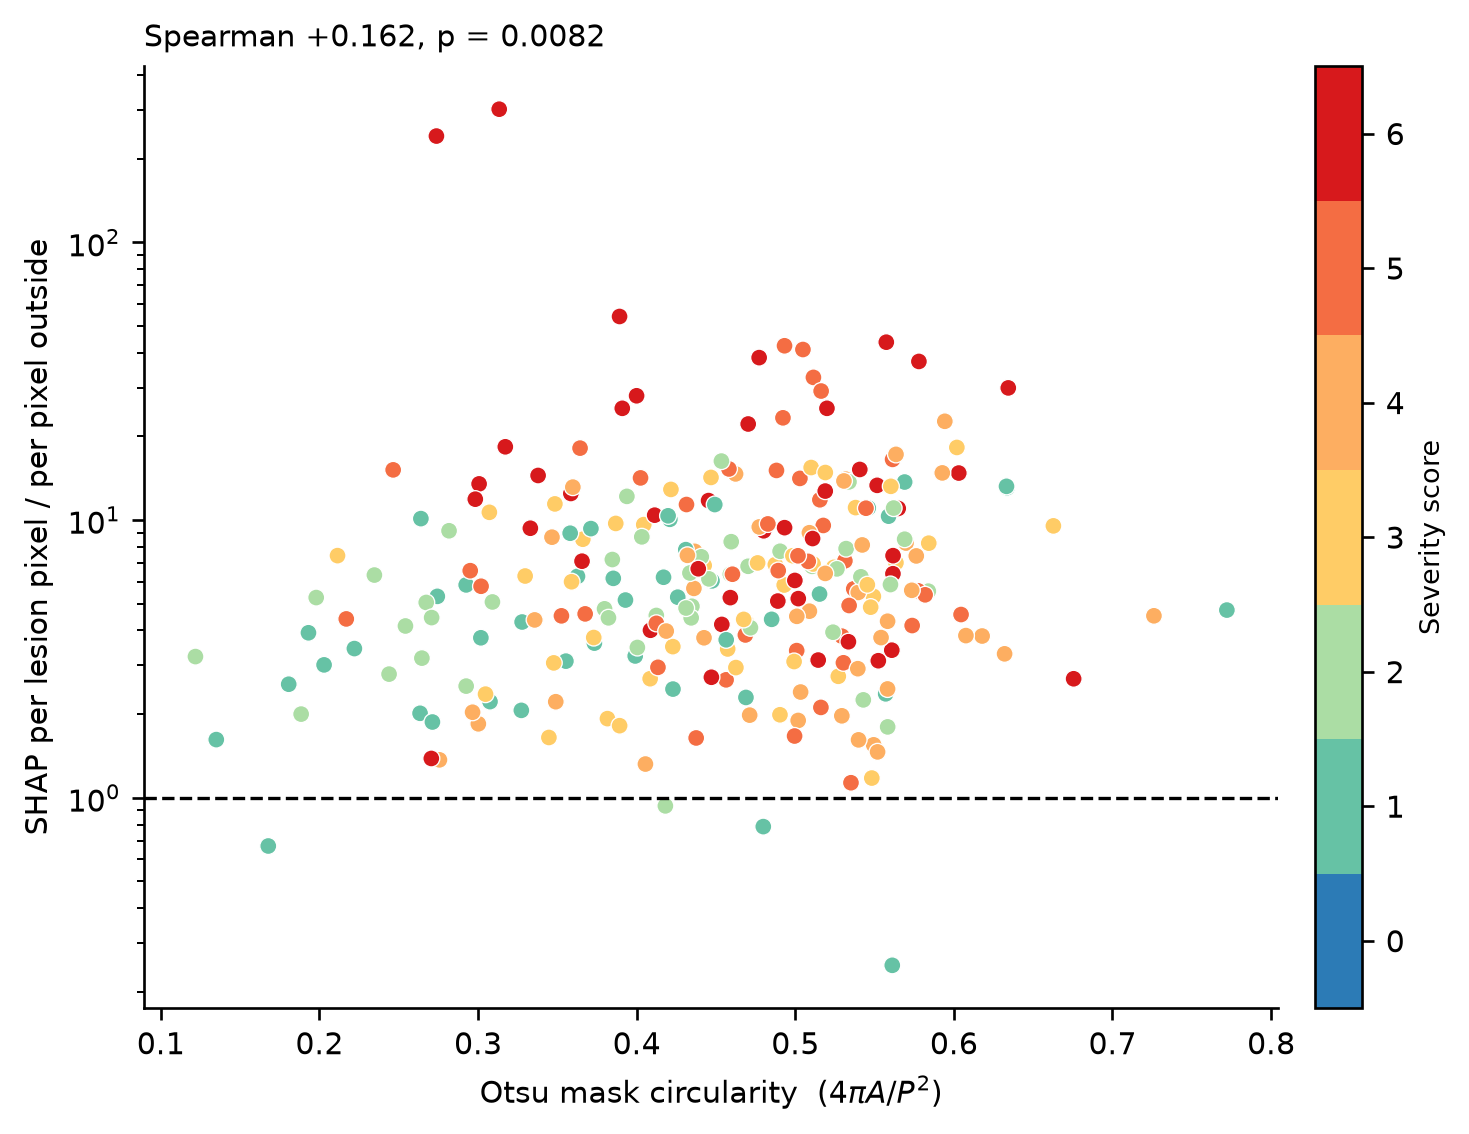 Spearman +0.162, p = 0.0082
SHAP per lesion pixel / per pixel outside
10²
10¹
10⁰
0.1 0.2 0.3 0.4 0.5 0.6 0.7 0.8
Otsu mask circularity (4πA/P²)
6
5
4
3
2
1
0
Severity score